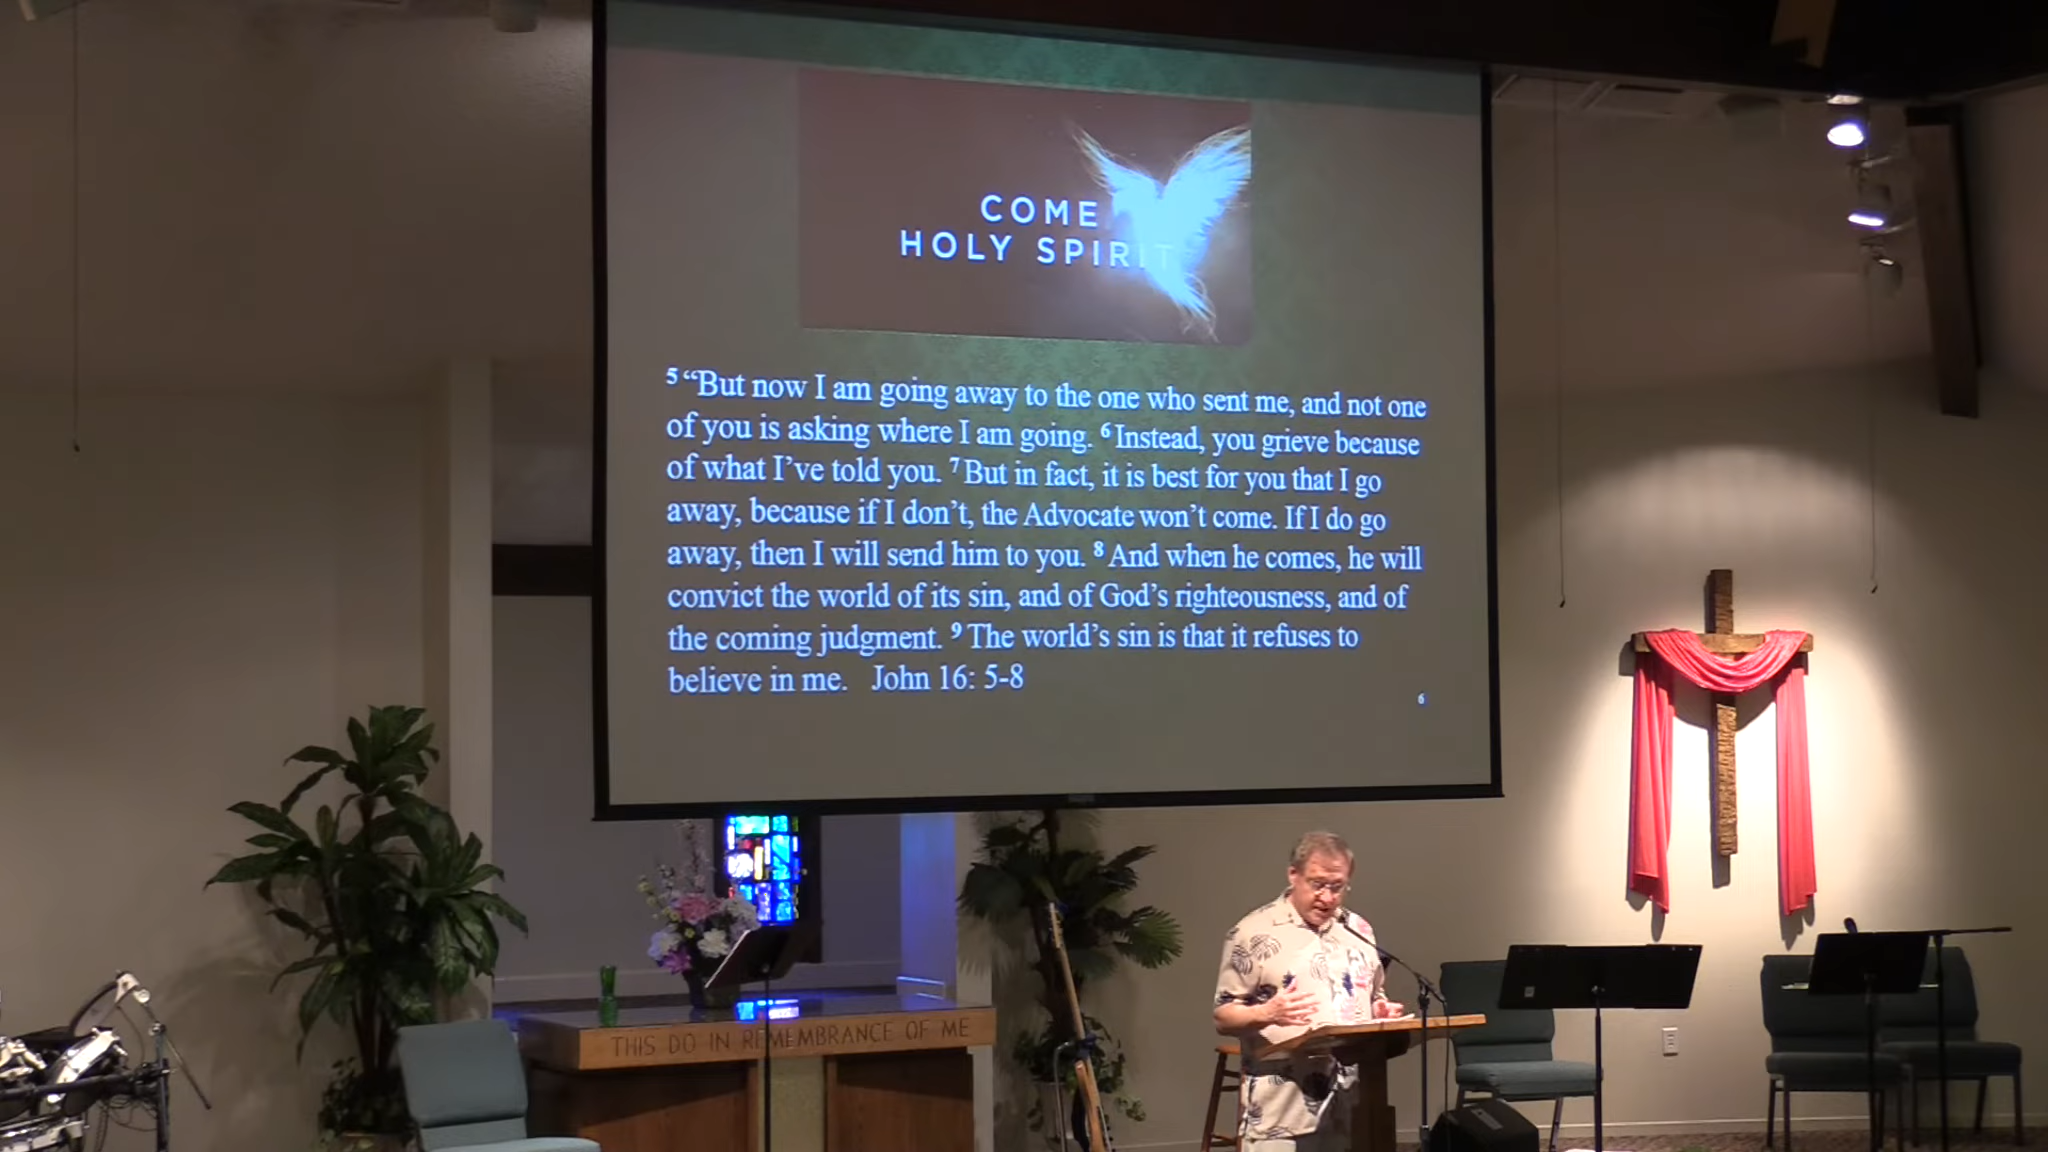 COME
HOLY SPIRIT
5 “But now I am going away to the one who sent me, and not one
of you is asking where I am going. 6 Instead, you grieve because
of what I’ve told you. 7 But in fact, it is best for you that I go
away, because if I don’t, the Advocate won’t come. If I do go
away, then I will send him to you. 8 And when he comes, he will
convict the world of its sin, and of God’s righteousness, and of
the coming judgment. 9 The world’s sin is that it refuses to
believe in me. John 16: 5-8
6
THIS DO IN REMEMBRANCE OF ME